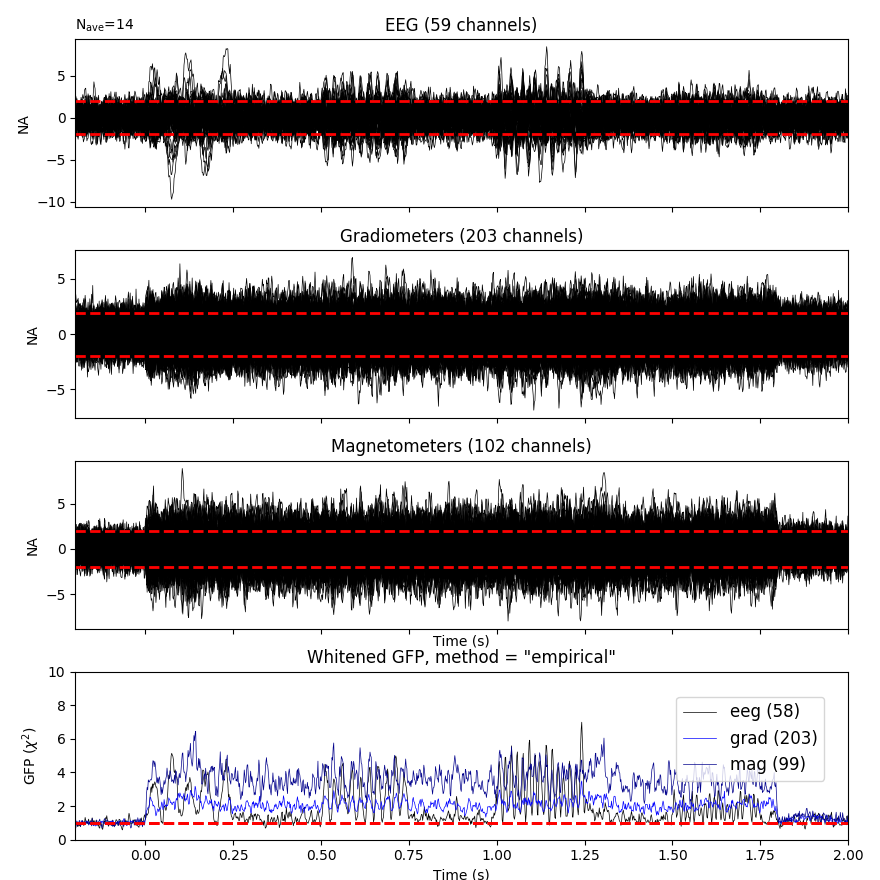 N_ave=14
EEG (59 channels)
5
0
−5
−10
NA
Gradiometers (203 channels)
5
0
−5
NA
Magnetometers (102 channels)
5
0
−5
NA
Time (s)
Whitened GFP, method = "empirical"
10
8
6
4
2
0
GFP (χ²)
eeg (58)
grad (203)
mag (99)
0.00 0.25 0.50 0.75 1.00 1.25 1.50 1.75 2.00
Time (s)